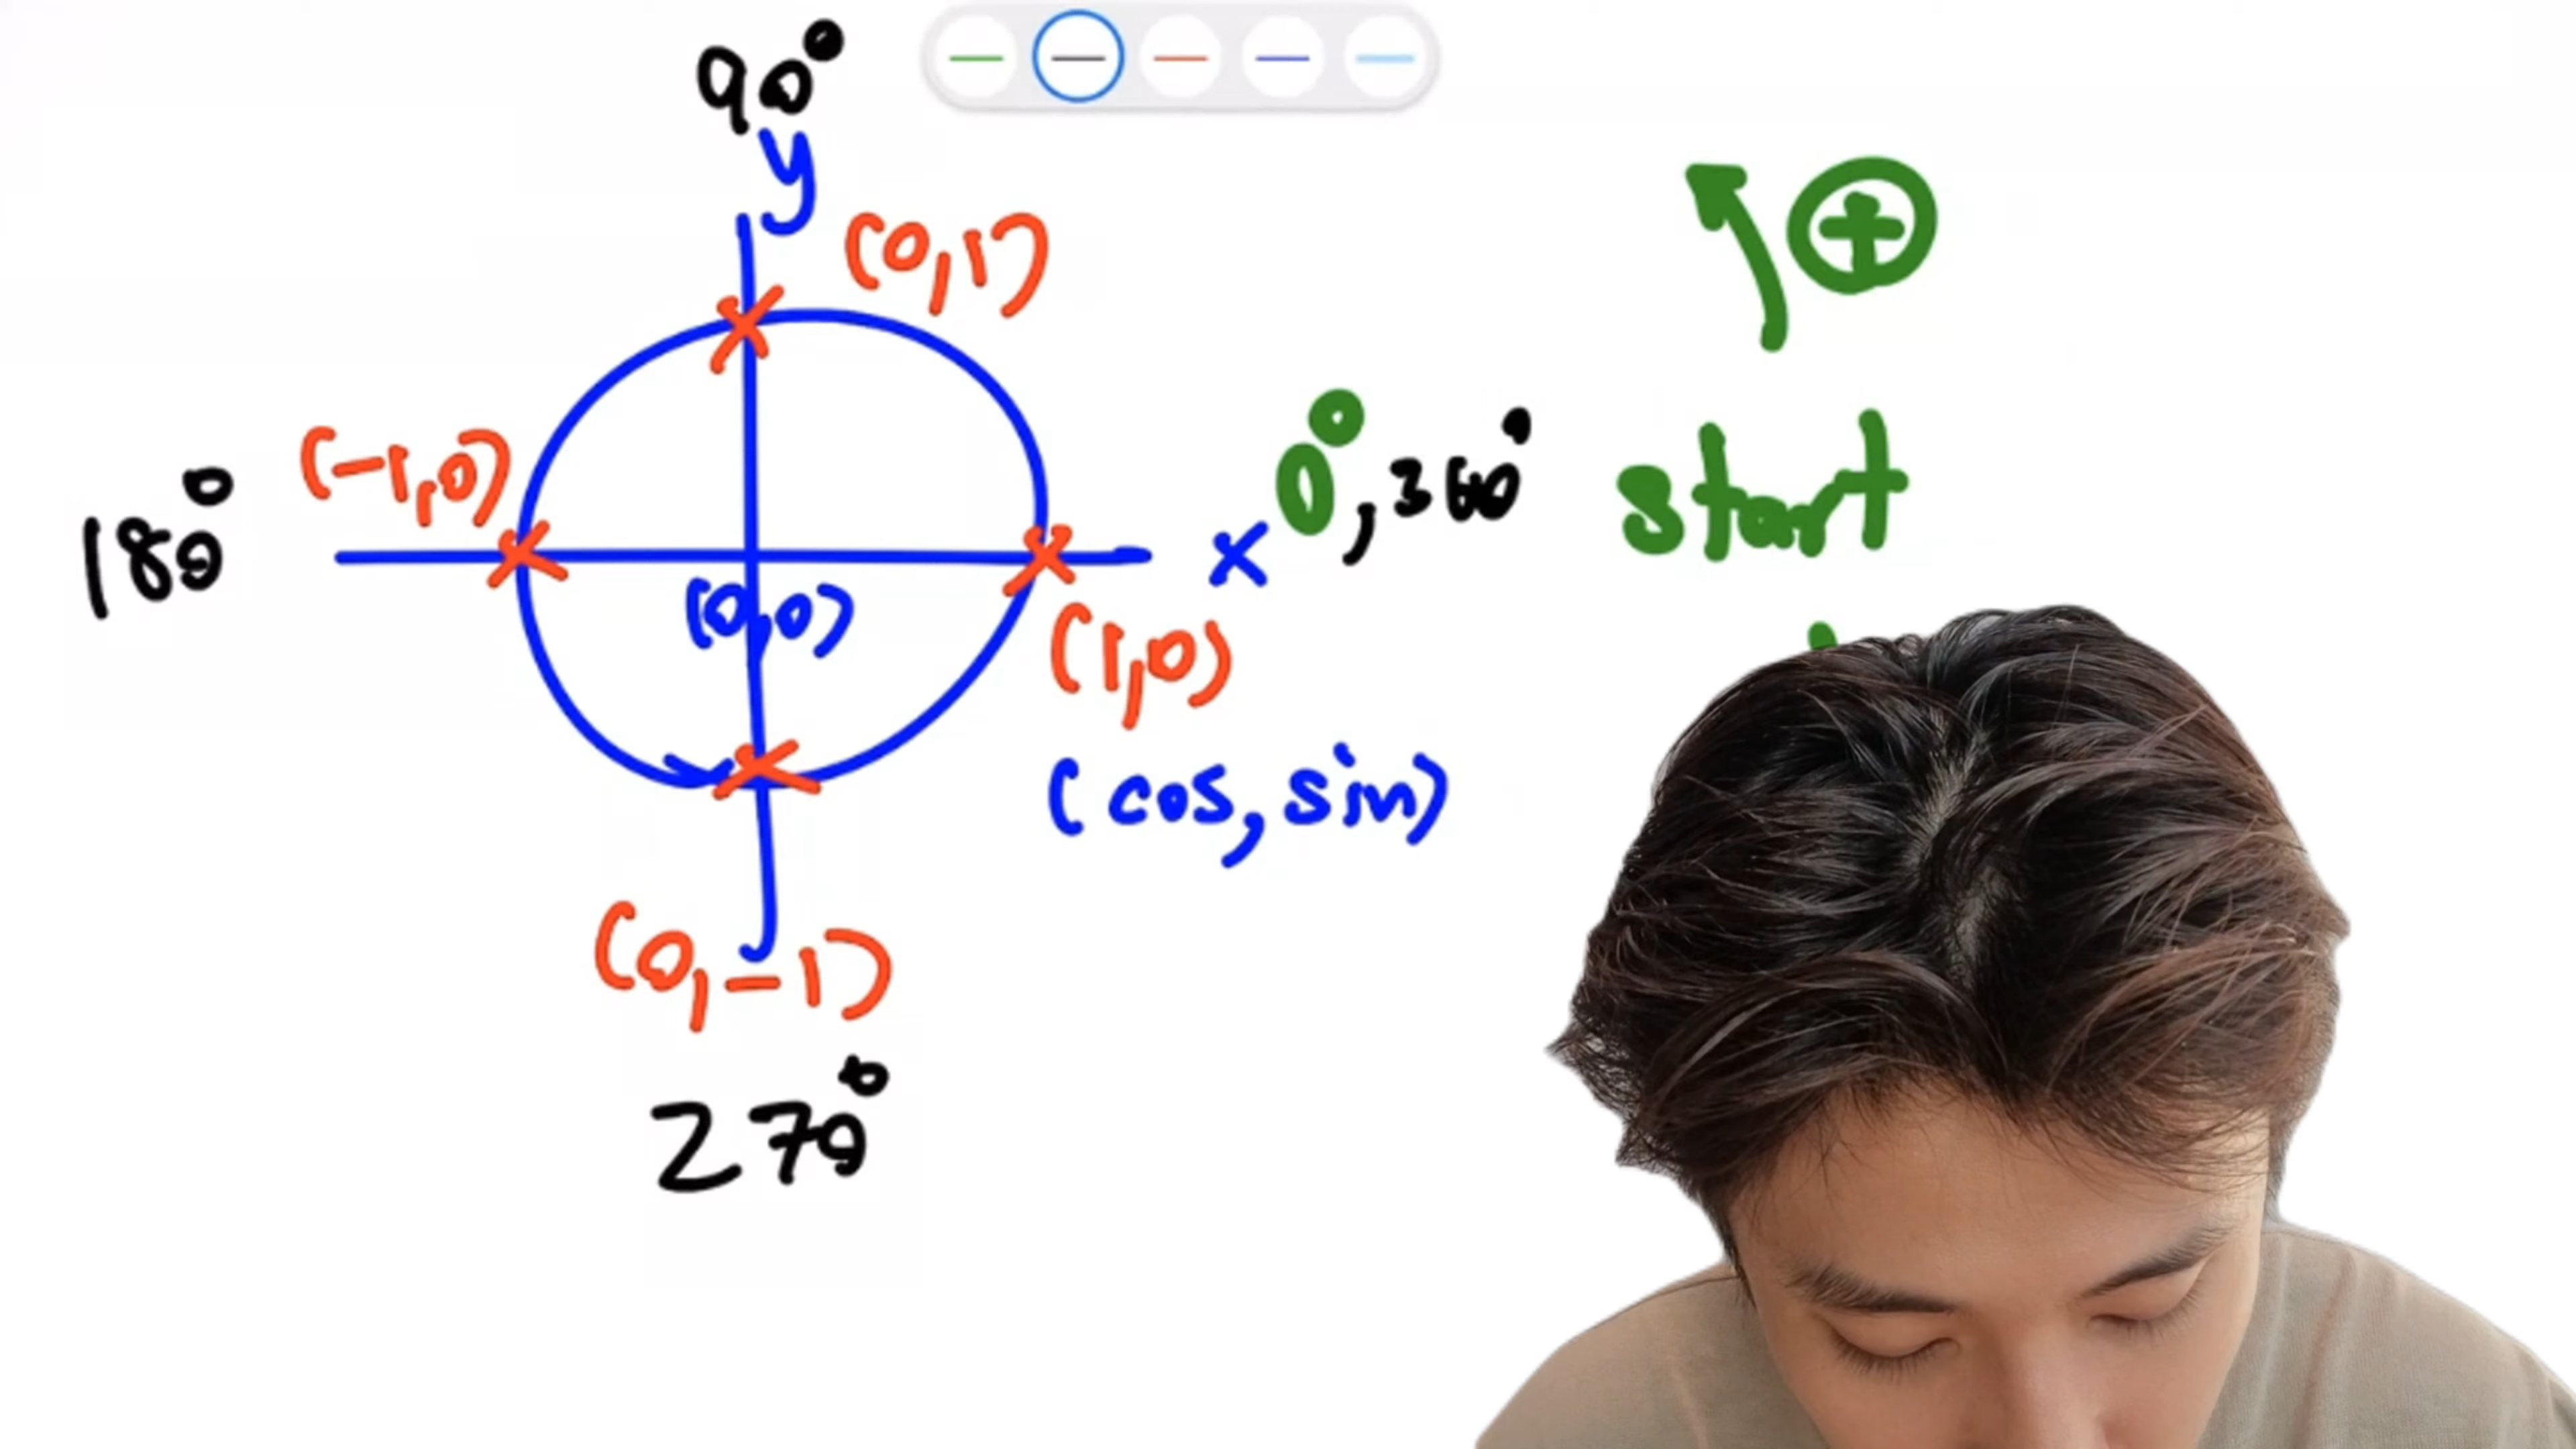 90°
y
(0,1)
+
(-1,0)
180°
0°, 360°
start
x
(0,0)
(1,0)
(cos, sin)
(0,-1)
270°